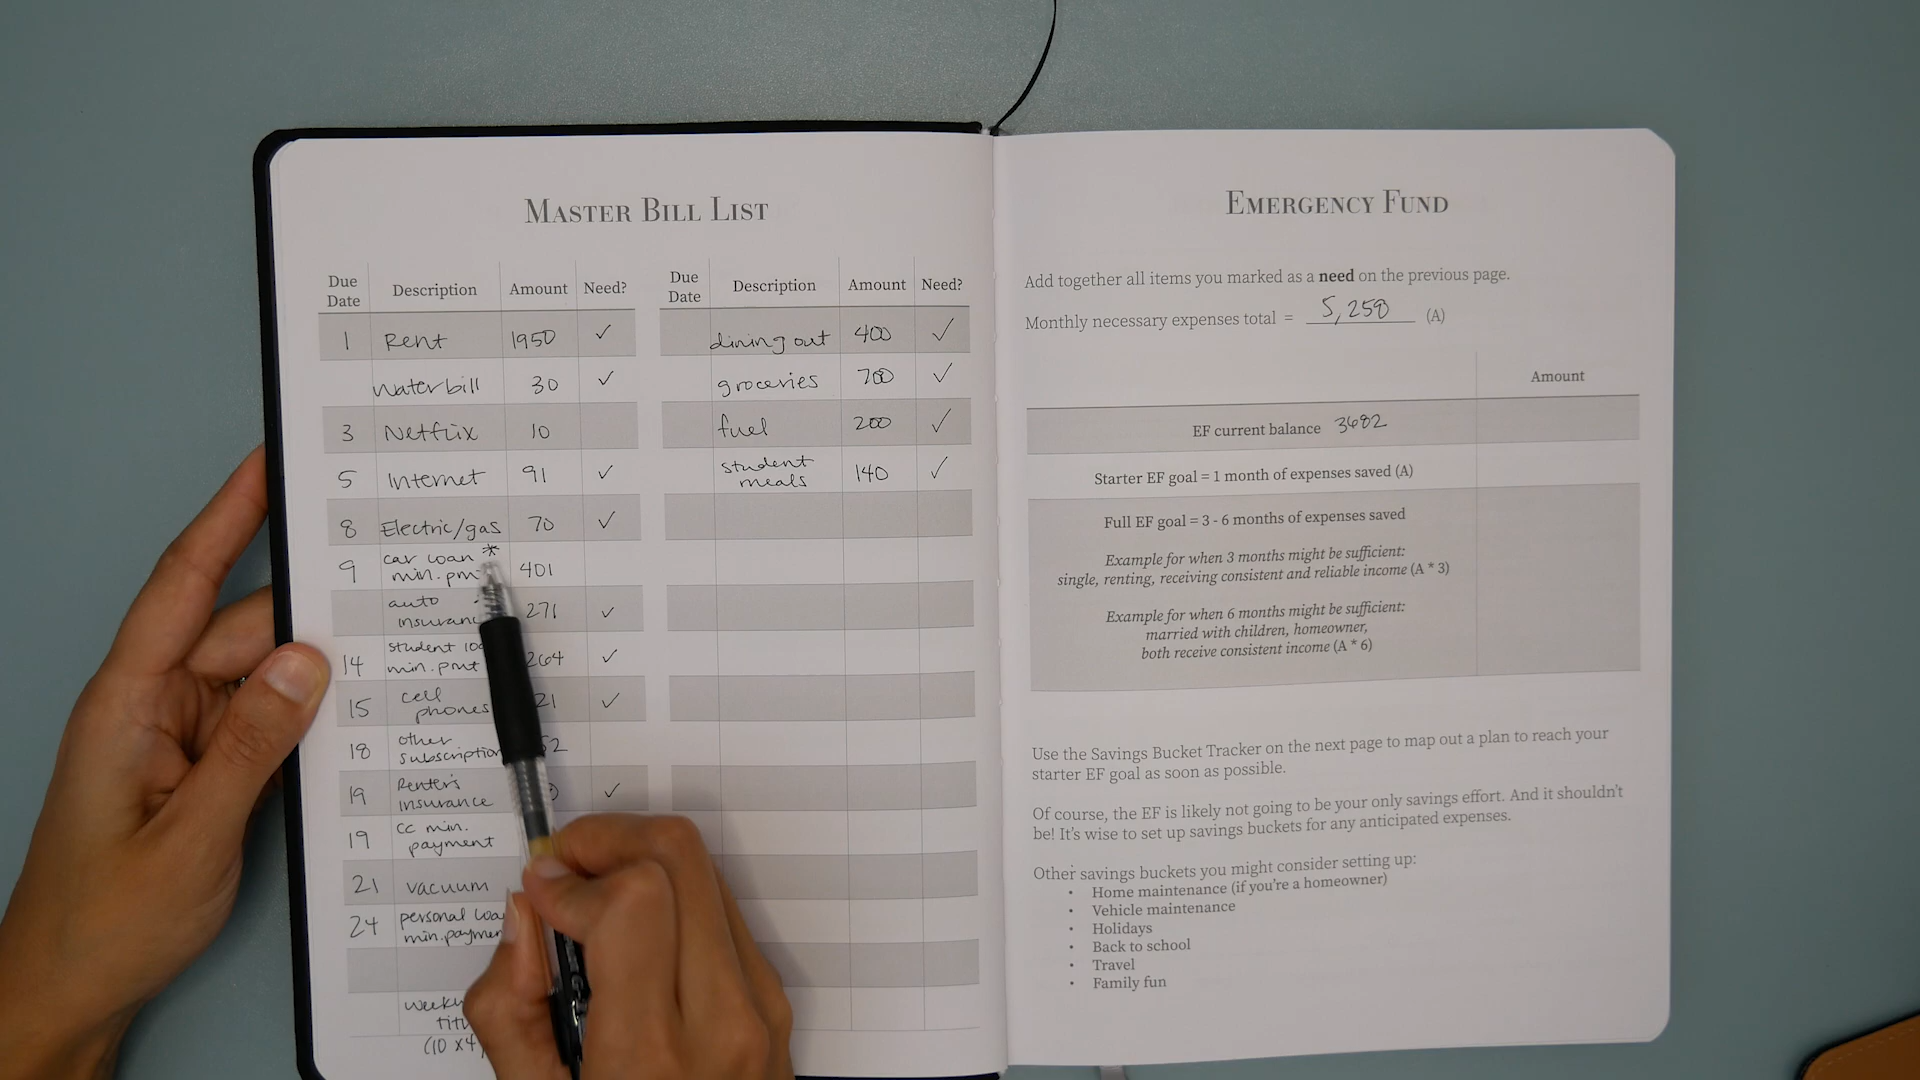 MASTER BILL LIST
Due Date Description Amount Need?
1 Rent 1950 ✓
Water bill 30 ✓
3 Netflix 10
5 Internet 91 ✓
8 Electric/gas 70 ✓
9 car loan *
min. pm 401
auto
271 ✓
student
14 min. pmt 264 ✓
15 cell
phones 21 ✓
18 other
subscription 52
19 Renter's
insurance ✓
19 cc min.
payment
21 vacuum
24 personal
min.
(10 x4
Due Date Description Amount Need?
dining out 400 ✓
groceries 700 ✓
fuel 200 ✓
student
meals 140 ✓
EMERGENCY FUND
Add together all items you marked as a need on the previous page.
Monthly necessary expenses total = 5,258 (A)
Amount
EF current balance 3682
Starter EF goal = 1 month of expenses saved (A)
Full EF goal = 3 - 6 months of expenses saved
Example for when 3 months might be sufficient:
single, renting, receiving consistent and reliable income (A * 3)
Example for when 6 months might be sufficient:
married with children, homeowner,
both receive consistent income (A * 6)
Use the Savings Bucket Tracker on the next page to map out a plan to reach your
starter EF goal as soon as possible.
Of course, the EF is likely not going to be your only savings effort. And it shouldn't
be! It's wise to set up savings buckets for any anticipated expenses.
Other savings buckets you might consider setting up:
• Home maintenance (if you're a homeowner)
• Vehicle maintenance
• Holidays
• Back to school
• Travel
• Family fun